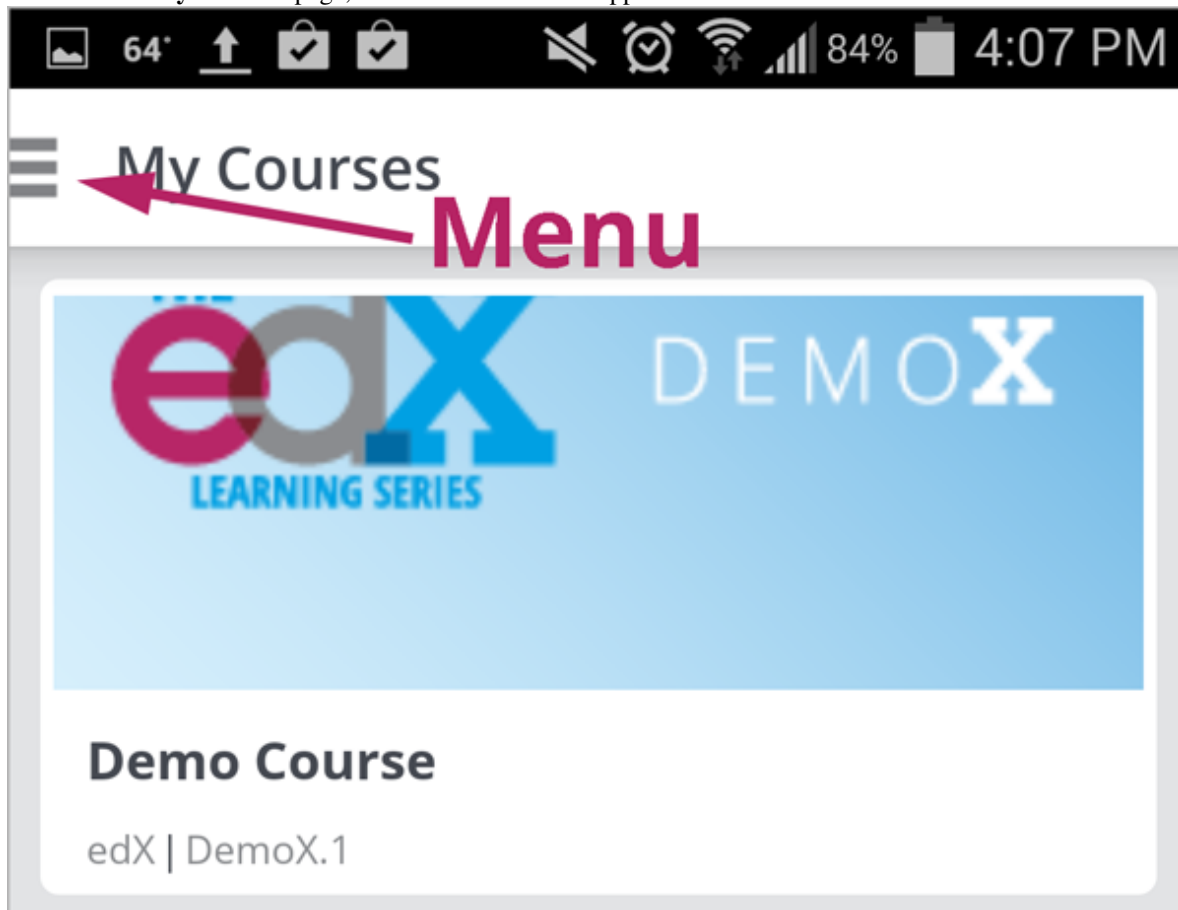 64°
84%
4:07 PM
My Courses
Menu
edX
DEMOX
LEARNING SERIES
Demo Course
edX | DemoX.1